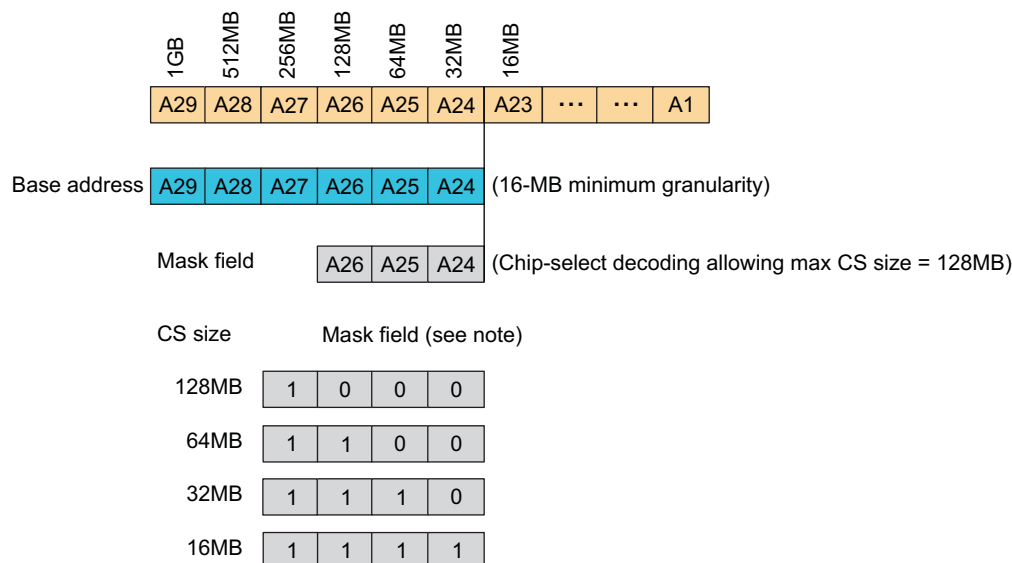 1GB 512MB 256MB 128MB 64MB 32MB 16MB
A29 A28 A27 A26 A25 A24 A23 ... ... A1
Base address A29 A28 A27 A26 A25 A24 (16-MB minimum granularity)
Mask field A26 A25 A24 (Chip-select decoding allowing max CS size = 128MB)
CS size Mask field (see note)
128MB 1 0 0 0
64MB 1 1 0 0
32MB 1 1 1 0
16MB 1 1 1 1